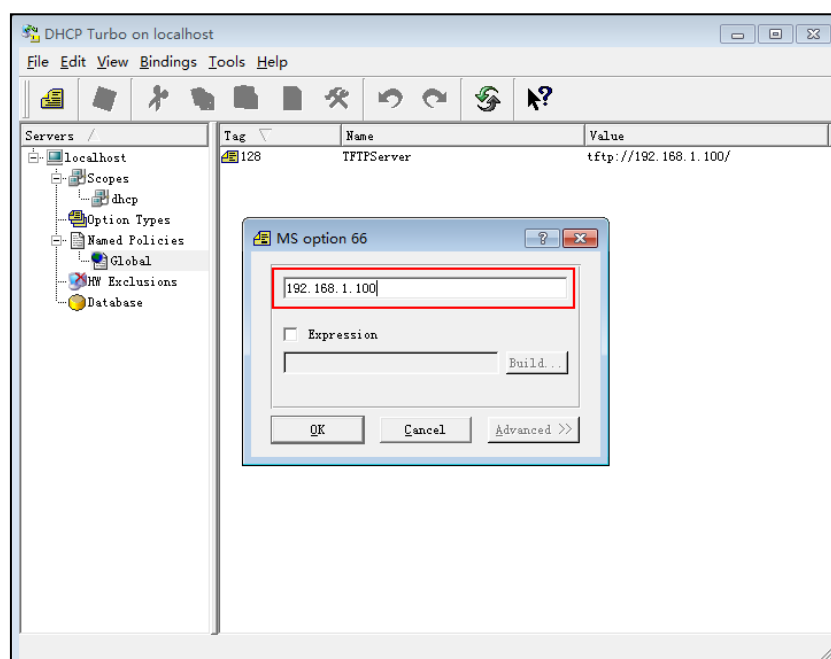 DHCP Turbo on localhost
File Edit View Bindings Tools Help
Servers Tag Name Value
localhost 128 TFTPServer tftp://192.168.1.100/
Scopes
dhcp
Option Types
Named Policies
Global
HW Exclusions
Database
MS option 66
192.168.1.100
Expression
Build...
OK Cancel Advanced >>